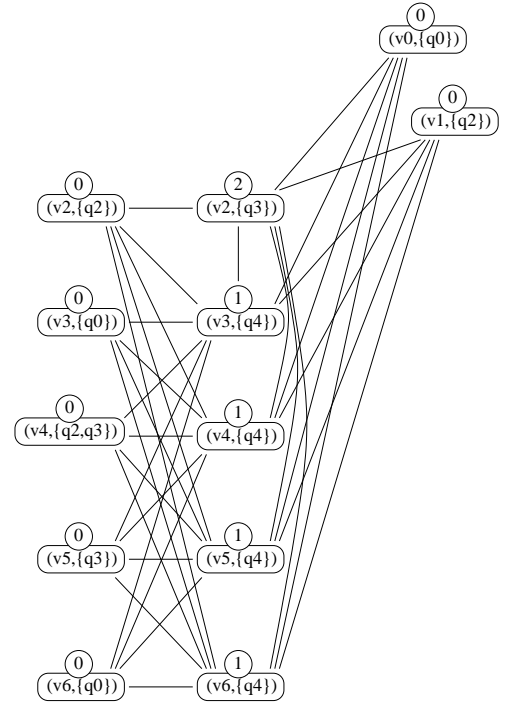 0
(v0,{q0})
0
(v1,{q2})
0
(v2,{q2})
2
(v2,{q3})
0
(v3,{q0})
1
(v3,{q4})
0
(v4,{q2,q3})
1
(v4,{q4})
0
(v5,{q3})
1
(v5,{q4})
0
(v6,{q0})
1
(v6,{q4})